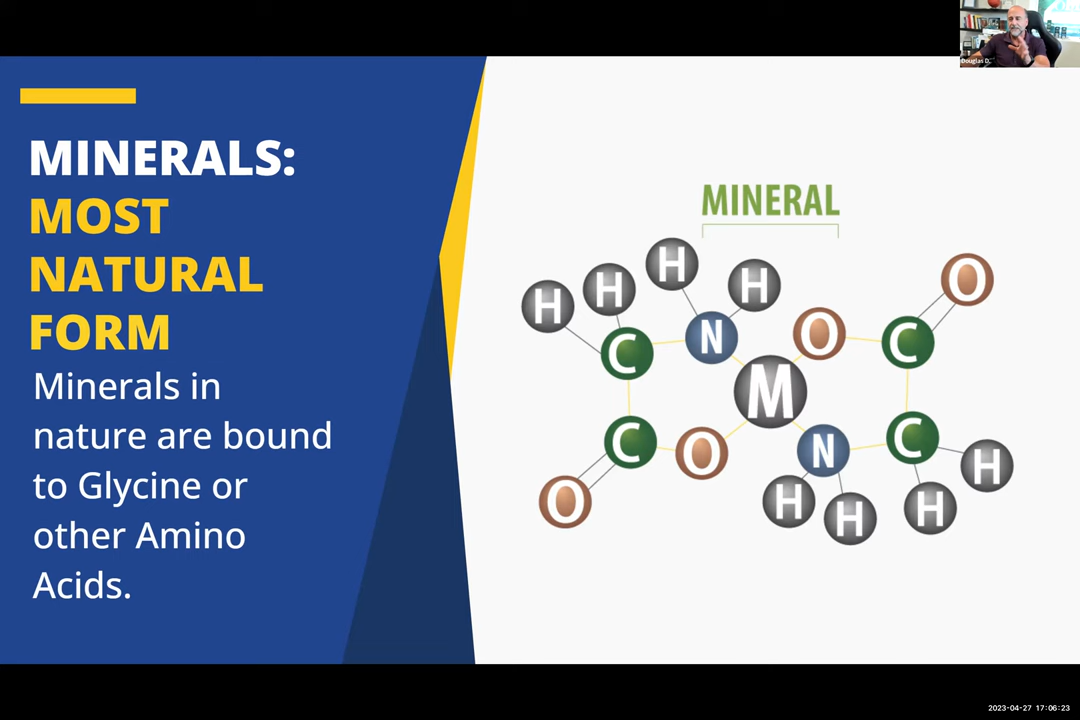 Douglas D.
MINERALS:
MOST
NATURAL
FORM
Minerals in
nature are bound
to Glycine or
other Amino
Acids.
MINERAL
H H H H O
C N O C
M
C O N C H
O H H H
2023-04-27 17:06:23